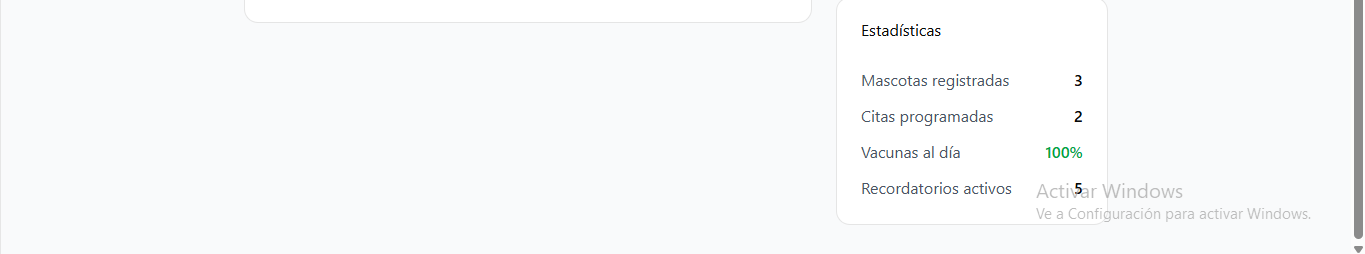 Estadísticas
Mascotas registradas 3
Citas programadas 2
Vacunas al día 100%
Recordatorios activos 5
Activar Windows
Ve a Configuración para activar Windows.